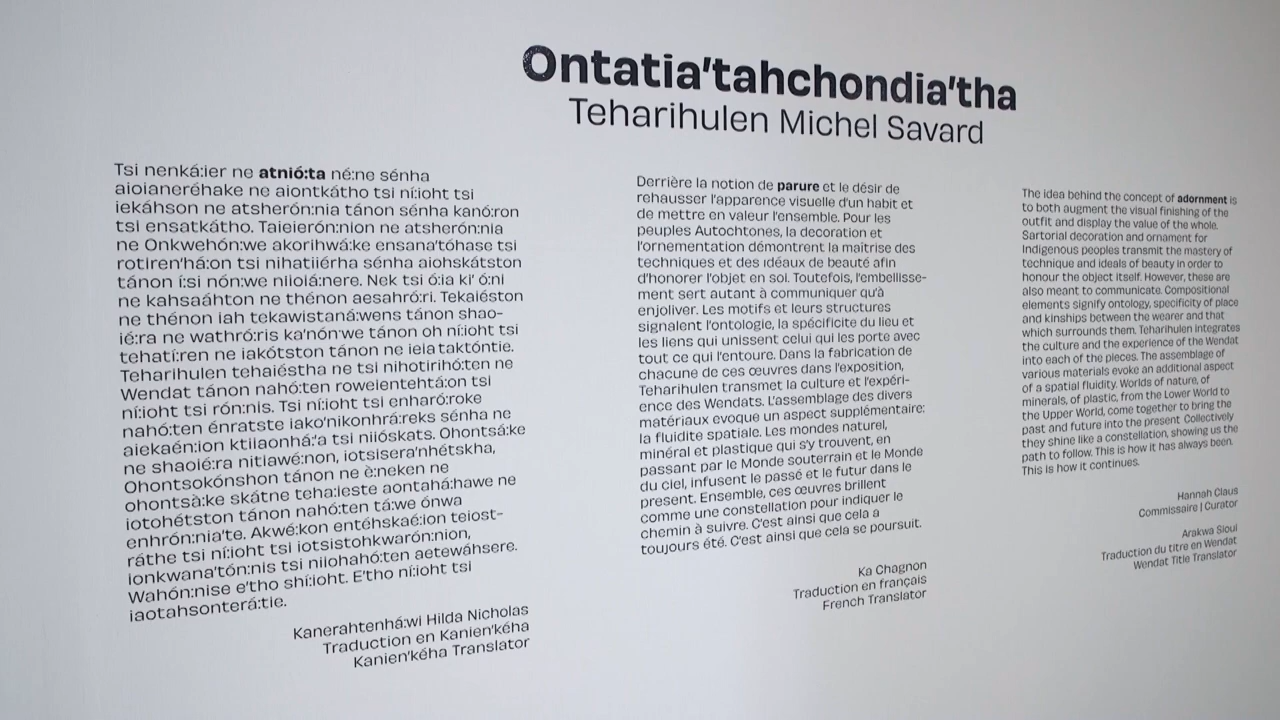 Ontatia'tahchondia'tha
Teharihulen Michel Savard
Tsi nenká:ier ne atnió:ta né:ne sénha
aioianeréhake ne aiontkátho tsi ní:ioht tsi
iekáhson ne atsherón:nia tánon sénha kanó:ron
tsi ensatkátho. Taieierón:nion ne atsherón:nia
ne Onkwehón:we akorihwá:ke ensana'tóhase tsi
rotiren'há:on tsi nihatiiérha sénha aiohskátston
tánon í:si nón:we niioiá:nere. Nek tsi ó:ia ki' ó:ni
ne kahsaáhton ne thénon aesahró:ri. Tekaiéston
ne thénon iah tekawistaná:wens tánon shao-
ié:ra ne wathró:ris ka'nón:we tánon oh ní:ioht tsi
tehatí:ren ne iakótston tánon ne ieia taktóntie.
Teharihulen tehaiéstha ne tsi nihotirihó:ten ne
Wendat tánon nahó:ten roweientehtá:on tsi
ní:ioht tsi rón:nis. Tsi ní:ioht tsi enharó:roke
nahó:ten énratste iako'nikonhrá:reks sénha ne
aiekaén:ion ktilaonhá:'a tsi niióskats. Ohontsá:ke
ne shaoié:ra nitiawé:non, iotsisera'nhétskha,
Ohontsokónshon tánon ne è:neken ne
ohontsà:ke skátne teha:ieste aontahá:hawe ne
iotohétston tánon nahó:ten tá:we ónwa
enhrón:nia'te. Akwé:kon entéhskaé:ion teiost-
ráthe tsi ní:ioht tsi iotsistohkwarón:nion,
ionkwana'tón:nis tsi niiohahó:ten aetewáhsere.
Wahón:nise e'tho shí:ioht. E'tho ní:ioht tsi
iaotahsonterá:tie.
Kanerahtenhá:wi Hilda Nicholas
Traduction en Kanien'kéha
Kanien'kéha Translator
Derrière la notion de parure et le désir de
rehausser l'apparence visuelle d'un habit et
de mettre en valeur l'ensemble. Pour les
peuples Autochtones, la decoration et
l'ornementation démontrent la maitrise des
techniques et des idéaux de beauté afin
d'honorer l'objet en soi. Toutefois, l'embellisse-
ment sert autant à communiquer qu'à
enjoliver. Les motifs et leurs structures
signalent l'ontologie, la spécificite du lieu et
les liens qui unissent celui qui les porte avec
tout ce qui l'entoure. Dans la fabrication de
chacune de ces œuvres dans l'exposition,
Teharihulen transmet la culture et l'expéri-
ence des Wendats. L'assemblage des divers
matériaux evoque un aspect supplémentaire:
la fluidite spatiale. Les mondes naturel,
minéral et plastique qui s'y trouvent, en
passant par le Monde souterrain et le Monde
du ciel, infusent le passé et le futur dans le
present. Ensemble, ces œuvres brillent
comme une constellation pour indiquer le
chemin à suivre. C'est ainsi que cela a
toujours été. C'est ainsi que cela se poursuit.
Ka Chagnon
Traduction en français
French Translator
The idea behind the concept of adornment is
to both augment the visual finishing of the
outfit and display the value of the whole.
Sartorial decoration and ornament for
Indigenous peoples transmit the mastery of
technique and ideals of beauty in order to
honour the object itself. However, these are
also meant to communicate. Compositional
elements signify ontology, specificity of place
and kinships between the wearer and that
which surrounds them. Teharihulen integrates
the culture and the experience of the Wendat
into each of the pieces. The assemblage of
various materials evoke an additional aspect
of a spatial fluidity. Worlds of nature, of
minerals, of plastic, from the Lower World to
the Upper World, come together to bring the
past and future into the present Collectively
they shine like a constellation, showing us the
path to follow. This is how it has always been.
This is how it continues.
Hannah Claus
Commissaire | Curator
Arakwa Sioui
Traduction du titre en Wendat
Wendat Title Translator